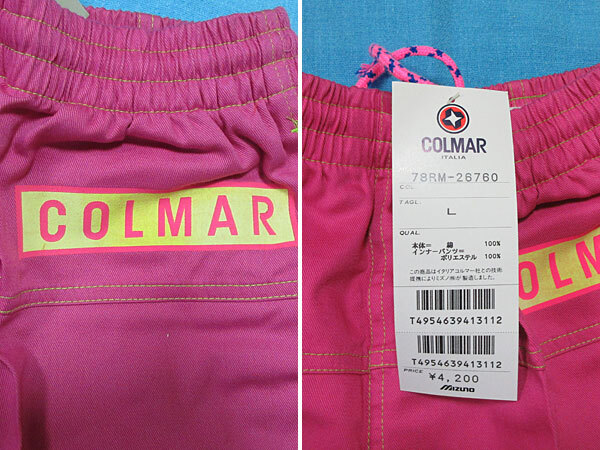 COLMAR
COLMAR
ITALIA
78RM-26760
TAGL.
L
QUAL.
本体= 綿 100%
インナーパンツ=
ポリエステル 100%
この商品はイタリアコルマー社との技術
提携によりミズノ㈱が製造しました。
T4954639413112
T4954639413112
PRICE
¥4,200
mizuno
OLM